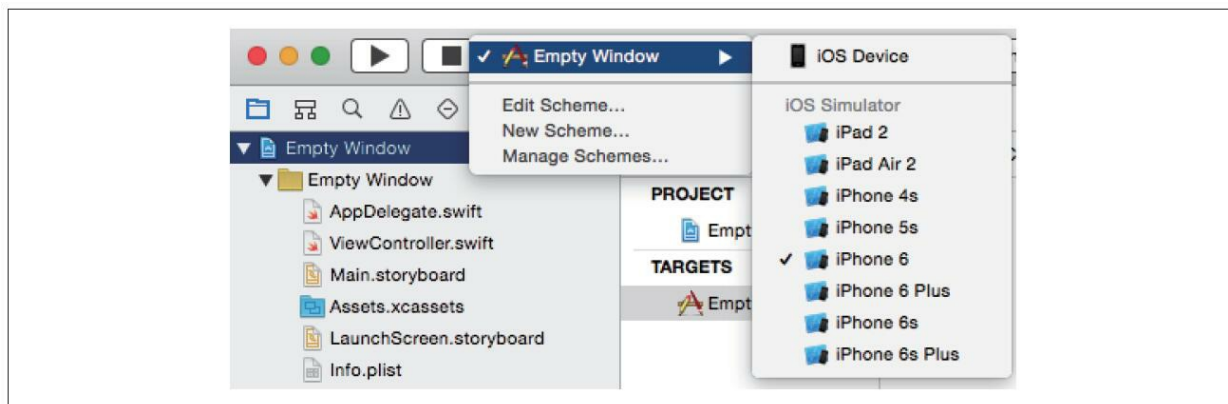 Empty Window
Edit Scheme...
New Scheme...
Manage Schemes...
iOS Device
iOS Simulator
iPad 2
iPad Air 2
iPhone 4s
iPhone 5s
iPhone 6
iPhone 6 Plus
iPhone 6s
iPhone 6s Plus
Empty Window
Empty Window
AppDelegate.swift
ViewController.swift
Main.storyboard
Assets.xcassets
LaunchScreen.storyboard
Info.plist
PROJECT
Empt
TARGETS
Empt